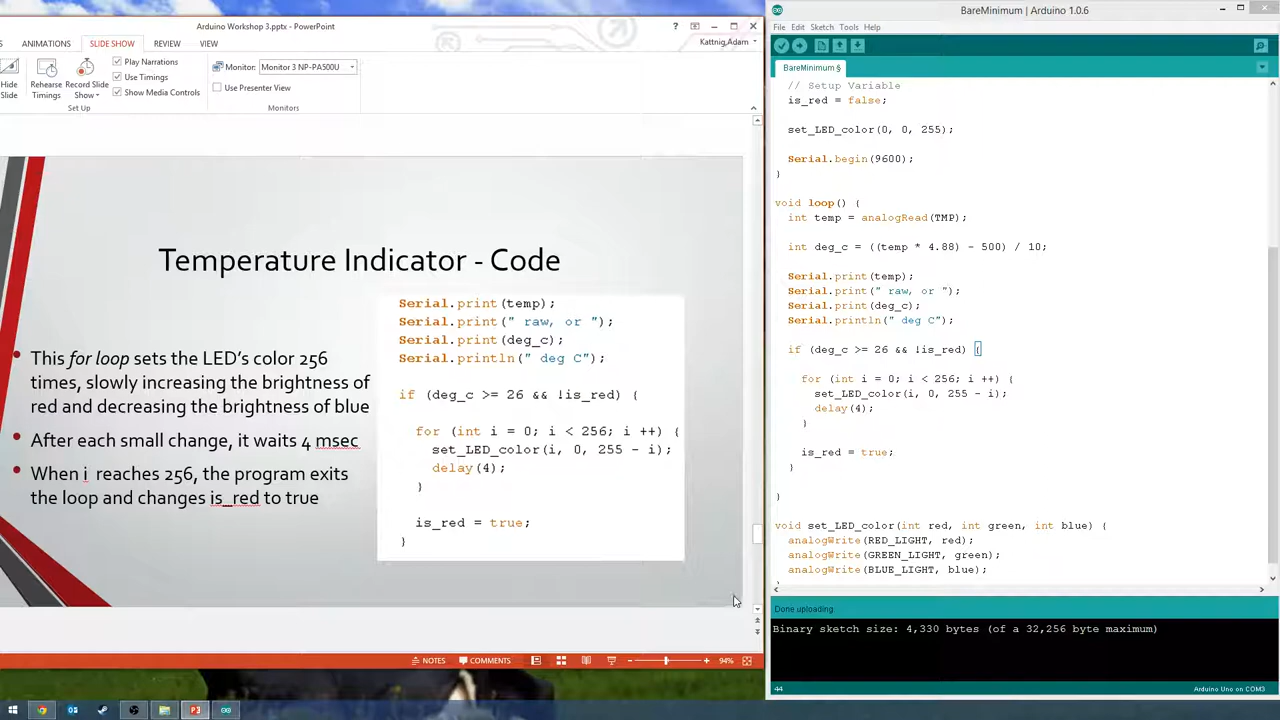 Arduino Workshop 3.pptx - PowerPoint
?
ANIMATIONS
SLIDE SHOW
REVIEW
VIEW
Kattnig,Adam
Hide
Slide
Rehearse
Timings
Record Slide
Show
Play Narrations
Use Timings
Show Media Controls
Set Up
Monitor:
Monitor 3 NP-PA500U
Use Presenter View
Monitors
Temperature Indicator - Code
• This for loop sets the LED's color 256
times, slowly increasing the brightness of
red and decreasing the brightness of blue
• After each small change, it waits 4 msec
• When i reaches 256, the program exits
the loop and changes is_red to true
Serial.print(temp);
Serial.print(" raw, or ");
Serial.print(deg_c);
Serial.println(" deg C");
if (deg_c >= 26 && !is_red) {
for (int i = 0; i < 256; i ++) {
set_LED_color(i, 0, 255 - i);
delay(4);
}
is_red = true;
}
NOTES
COMMENTS
94%
BareMinimum | Arduino 1.0.6
File Edit Sketch Tools Help
BareMinimum §
// Setup Variable
is_red = false;
set_LED_color(0, 0, 255);
Serial.begin(9600);
}
void loop() {
int temp = analogRead(TMP);
int deg_c = ((temp * 4.88) - 500) / 10;
Serial.print(temp);
Serial.print(" raw, or ");
Serial.print(deg_c);
Serial.println(" deg C");
if (deg_c >= 26 && !is_red) {
for (int i = 0; i < 256; i ++) {
set_LED_color(i, 0, 255 - i);
delay(4);
}
is_red = true;
}
}
void set_LED_color(int red, int green, int blue) {
analogWrite(RED_LIGHT, red);
analogWrite(GREEN_LIGHT, green);
analogWrite(BLUE_LIGHT, blue);
Done uploading.
Binary sketch size: 4,330 bytes (of a 32,256 byte maximum)
44
Arduino Uno on COM3